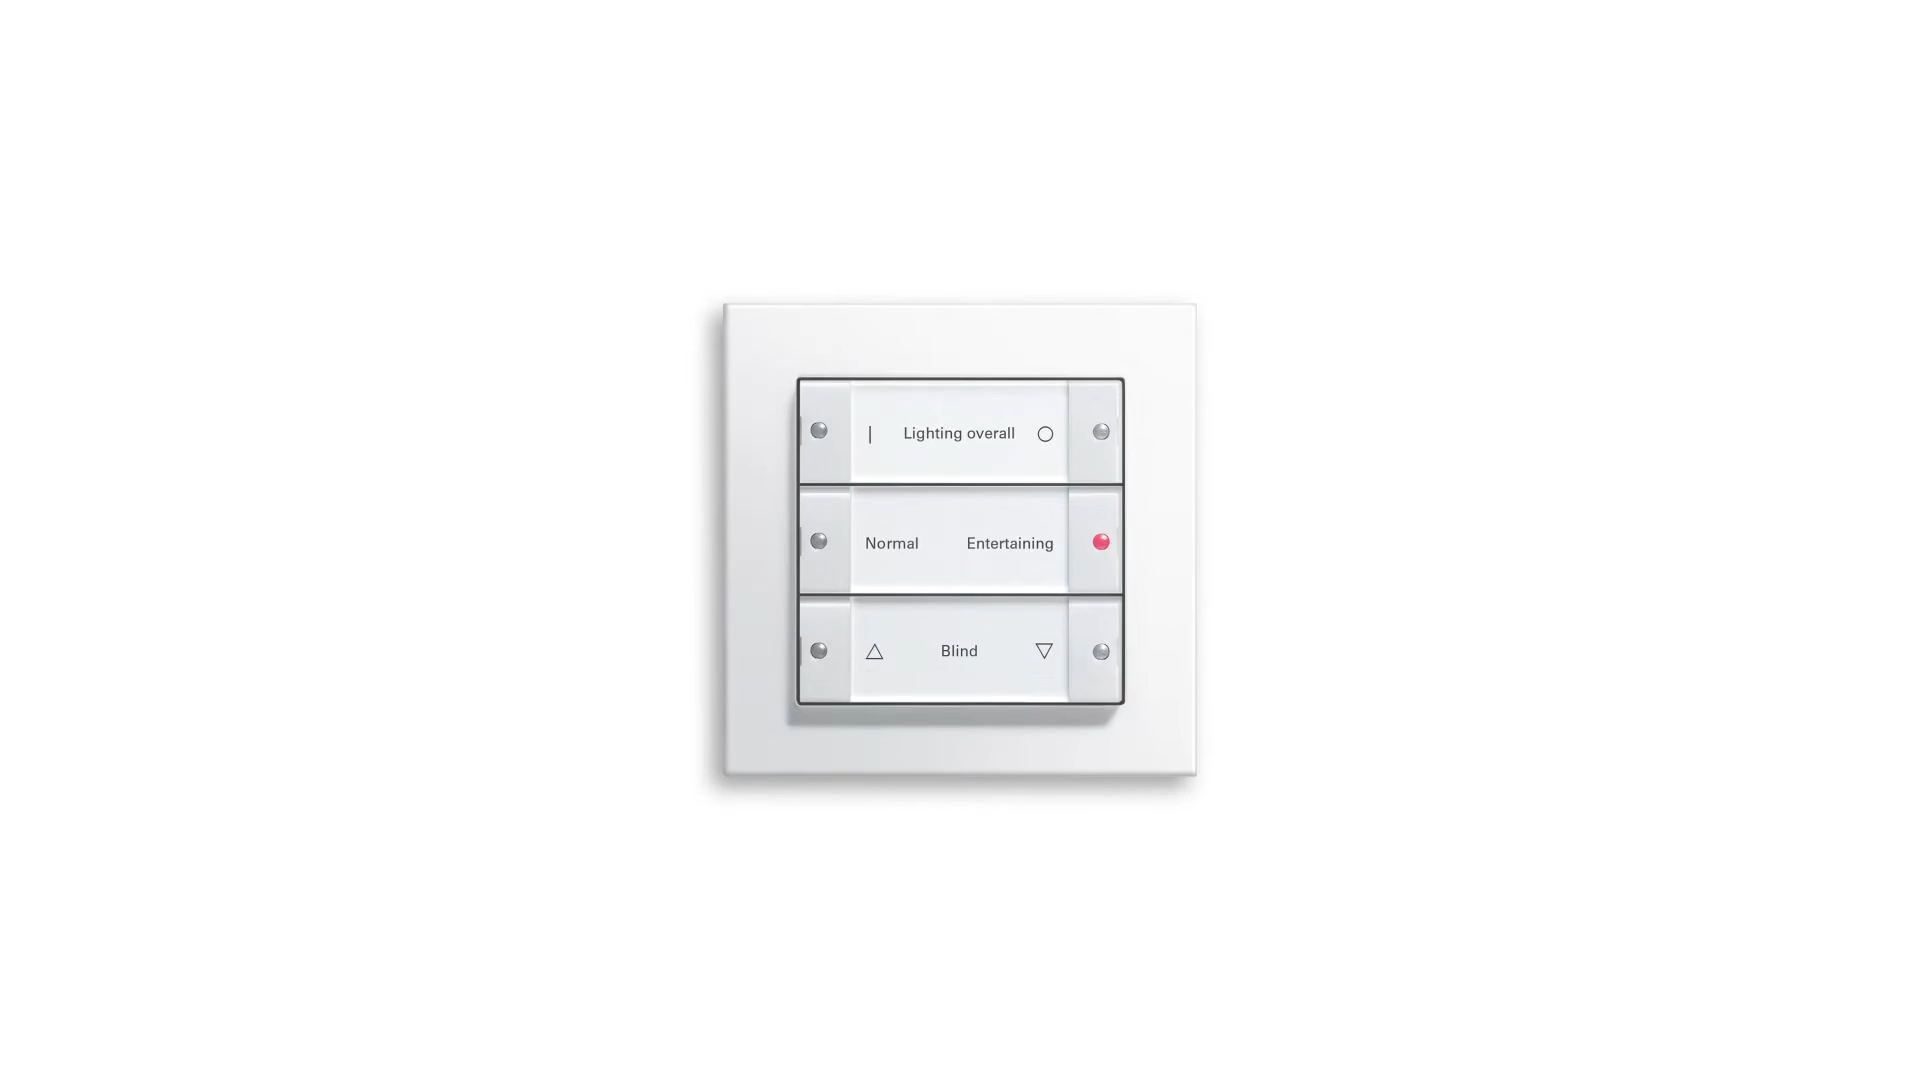 | Lighting overall ○
Normal Entertaining
△ Blind ▽